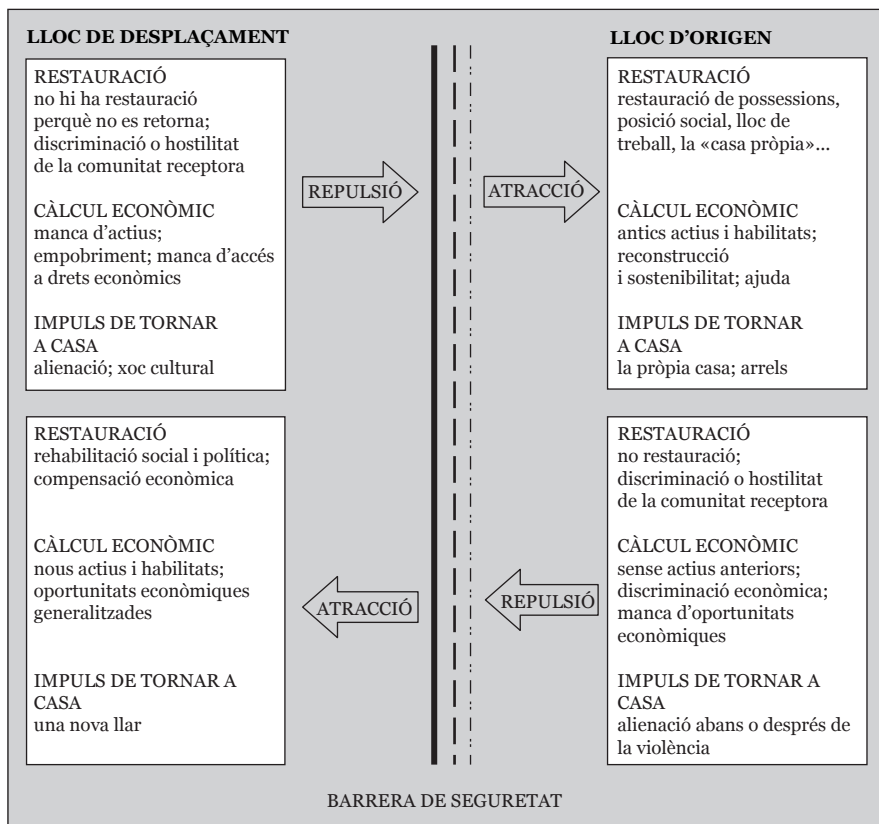 LLOC DE DESPLAÇAMENT
RESTAURACIÓ
no hi ha restauració
perquè no es retorna;
discriminació o hostilitat
de la comunitat receptora
CÀLCUL ECONÒMIC
manca d'actius;
empobriment; manca d'accés
a drets econòmics
IMPULS DE TORNAR
A CASA
alienació; xoc cultural
REPULSIÓ
ATRACCIÓ
LLOC D'ORIGEN
RESTAURACIÓ
restauració de possessions,
posició social, lloc de
treball, la «casa pròpia»...
CÀLCUL ECONÒMIC
antics actius i habilitats;
reconstrucció
i sostenibilitat; ajuda
IMPULS DE TORNAR
A CASA
la pròpia casa; arrels
RESTAURACIÓ
rehabilitació social i política;
compensació econòmica
CÀLCUL ECONÒMIC
nous actius i habilitats;
oportunitats econòmiques
generalitzades
IMPULS DE TORNAR A
CASA
una nova llar
ATRACCIÓ
REPULSIÓ
RESTAURACIÓ
no restauració;
discriminació o hostilitat
de la comunitat receptora
CÀLCUL ECONÒMIC
sense actius anteriors;
discriminació econòmica;
manca d'oportunitats
econòmiques
IMPULS DE TORNAR A
CASA
alienació abans o després de
la violència
BARRERA DE SEGURETAT